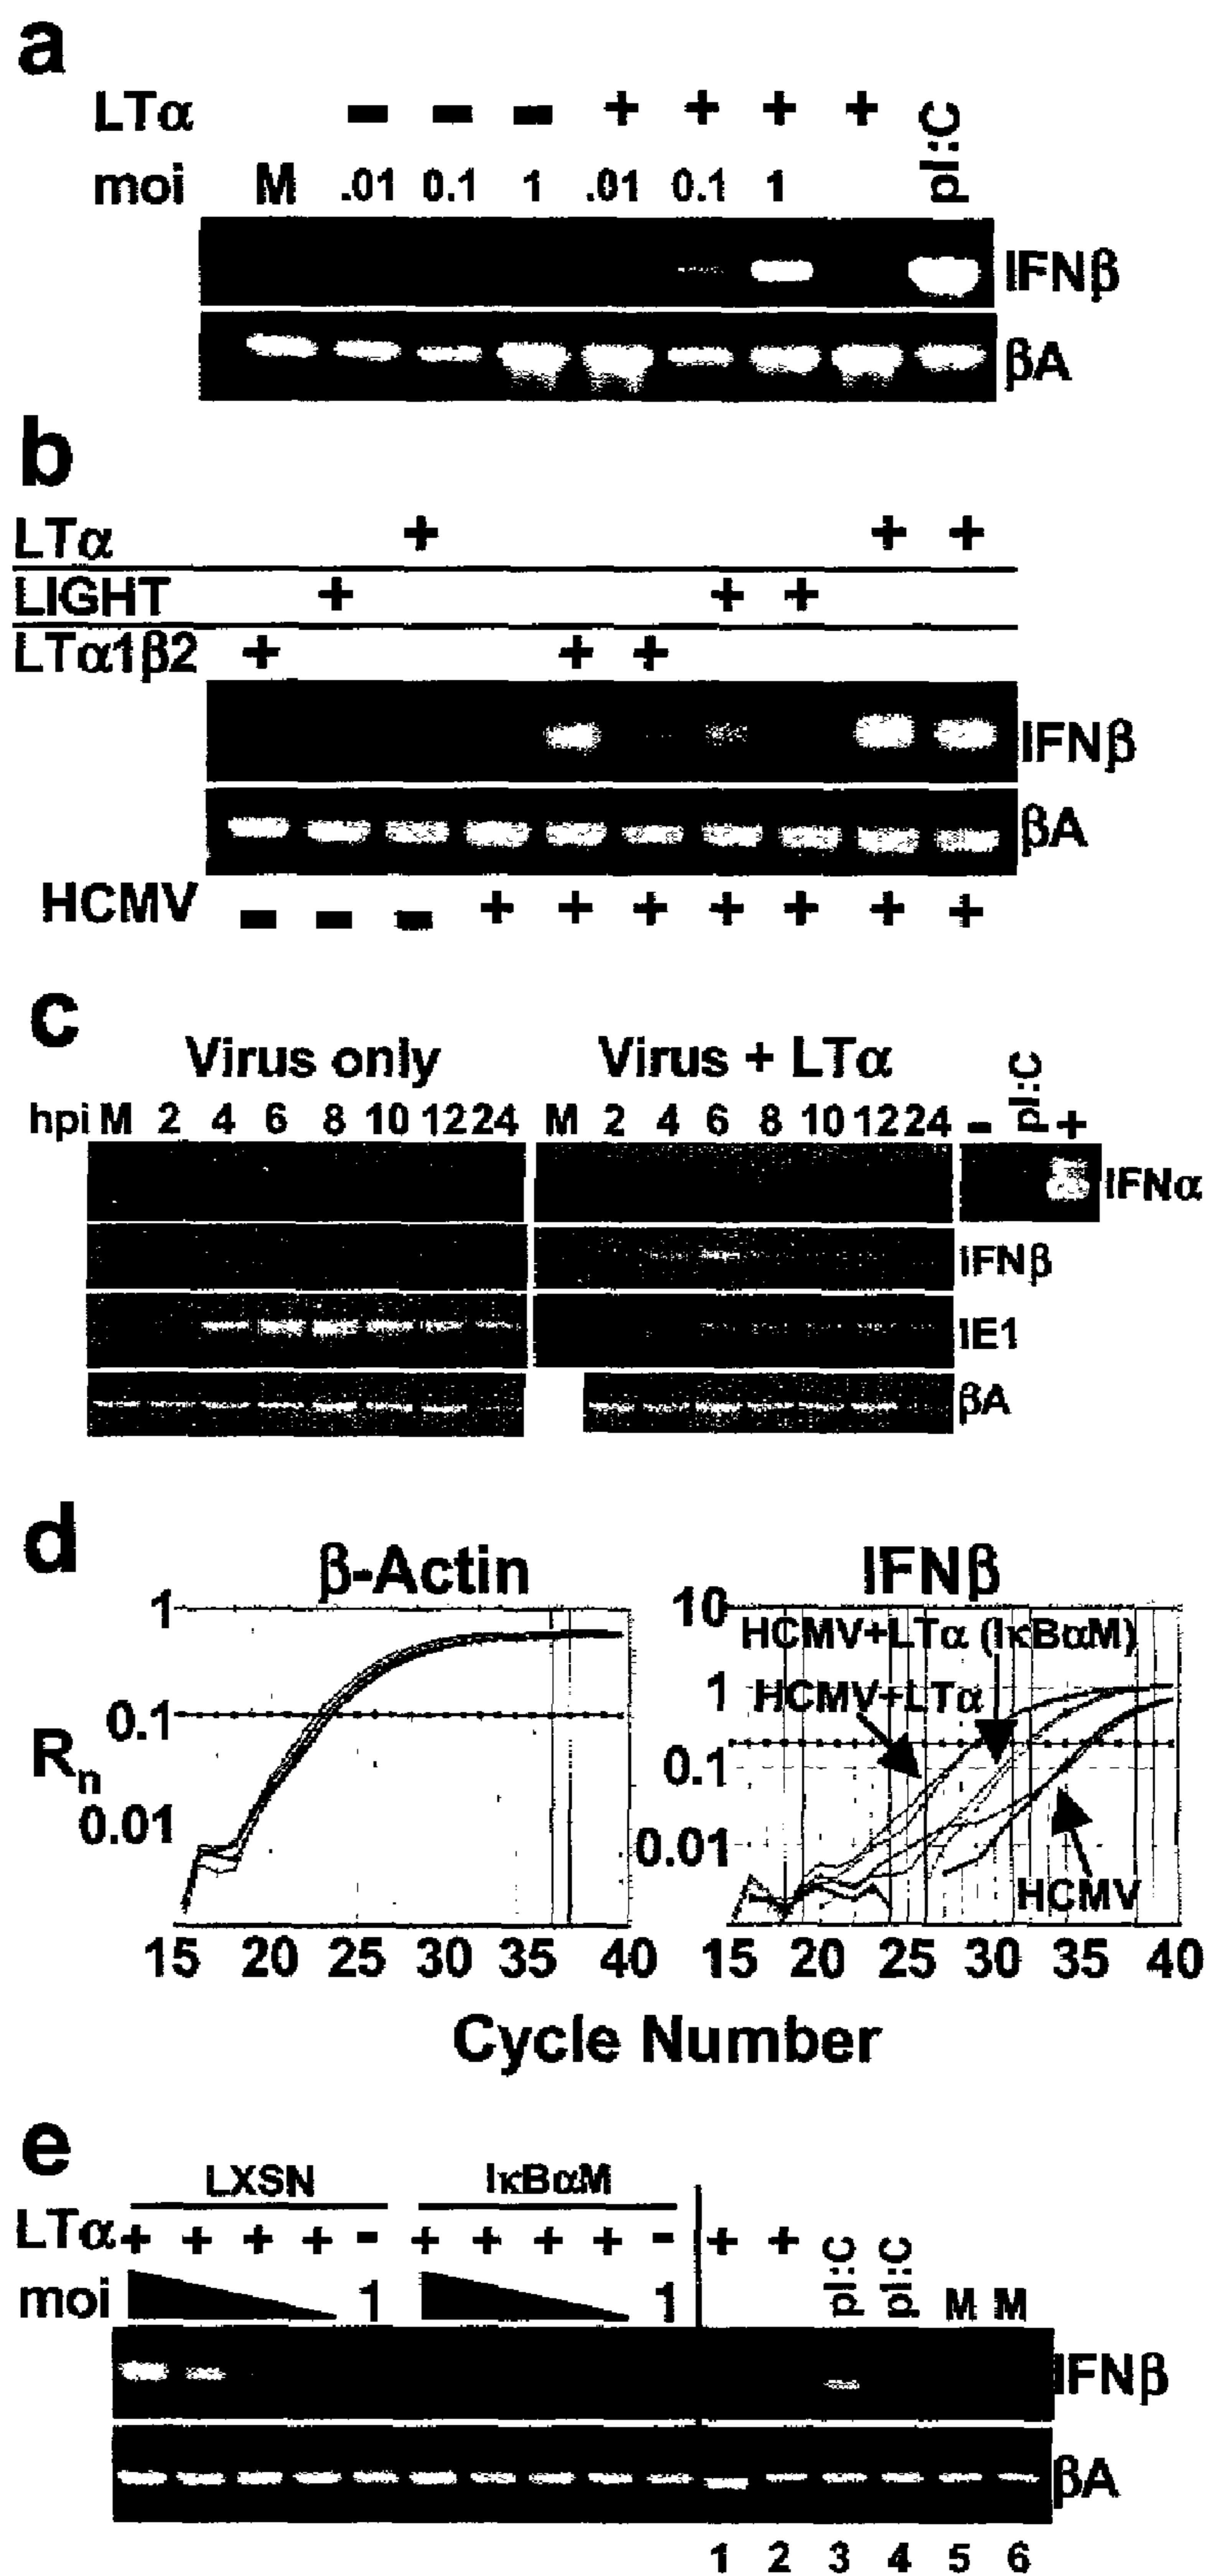 a
LTα - - - + + + + pI:C
moi M .01 0.1 1 .01 0.1 1
IFNβ
βA
b
LTα + + +
LIGHT + + +
LTα1β2 + + +
IFNβ
βA
HCMV - - - + + + + + + +
c
Virus only Virus + LTα
hpi M 2 4 6 8 10 12 24 M 2 4 6 8 10 12 24 - pI:C +
IFNα
IFNβ
IE1
βA
d
β-Actin IFNβ
1 10
HCMV+LTα (IκBαM)
1 HCMV+LTα
0.1 0.1
Rn
0.01 0.01
HCMV
15 20 25 30 35 40 15 20 25 30 35 40
Cycle Number
e
LXSN IκBαM
LTα + + + + - + + + + - + + pI:C pI:C
moi 1 1 M M
IFNβ
βA
1 2 3 4 5 6